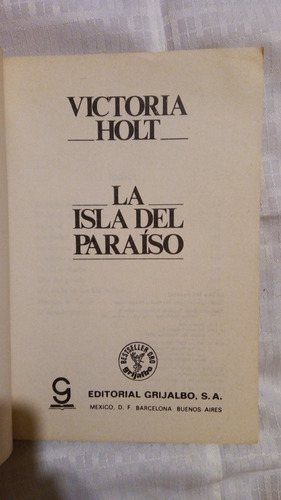 VICTORIA
HOLT
LA
ISLA DEL
PARAÍSO
BESTSELLER ORO
grijalbo
g
EDITORIAL GRIJALBO, S.A.
MEXICO, D. F. BARCELONA BUENOS AIRES